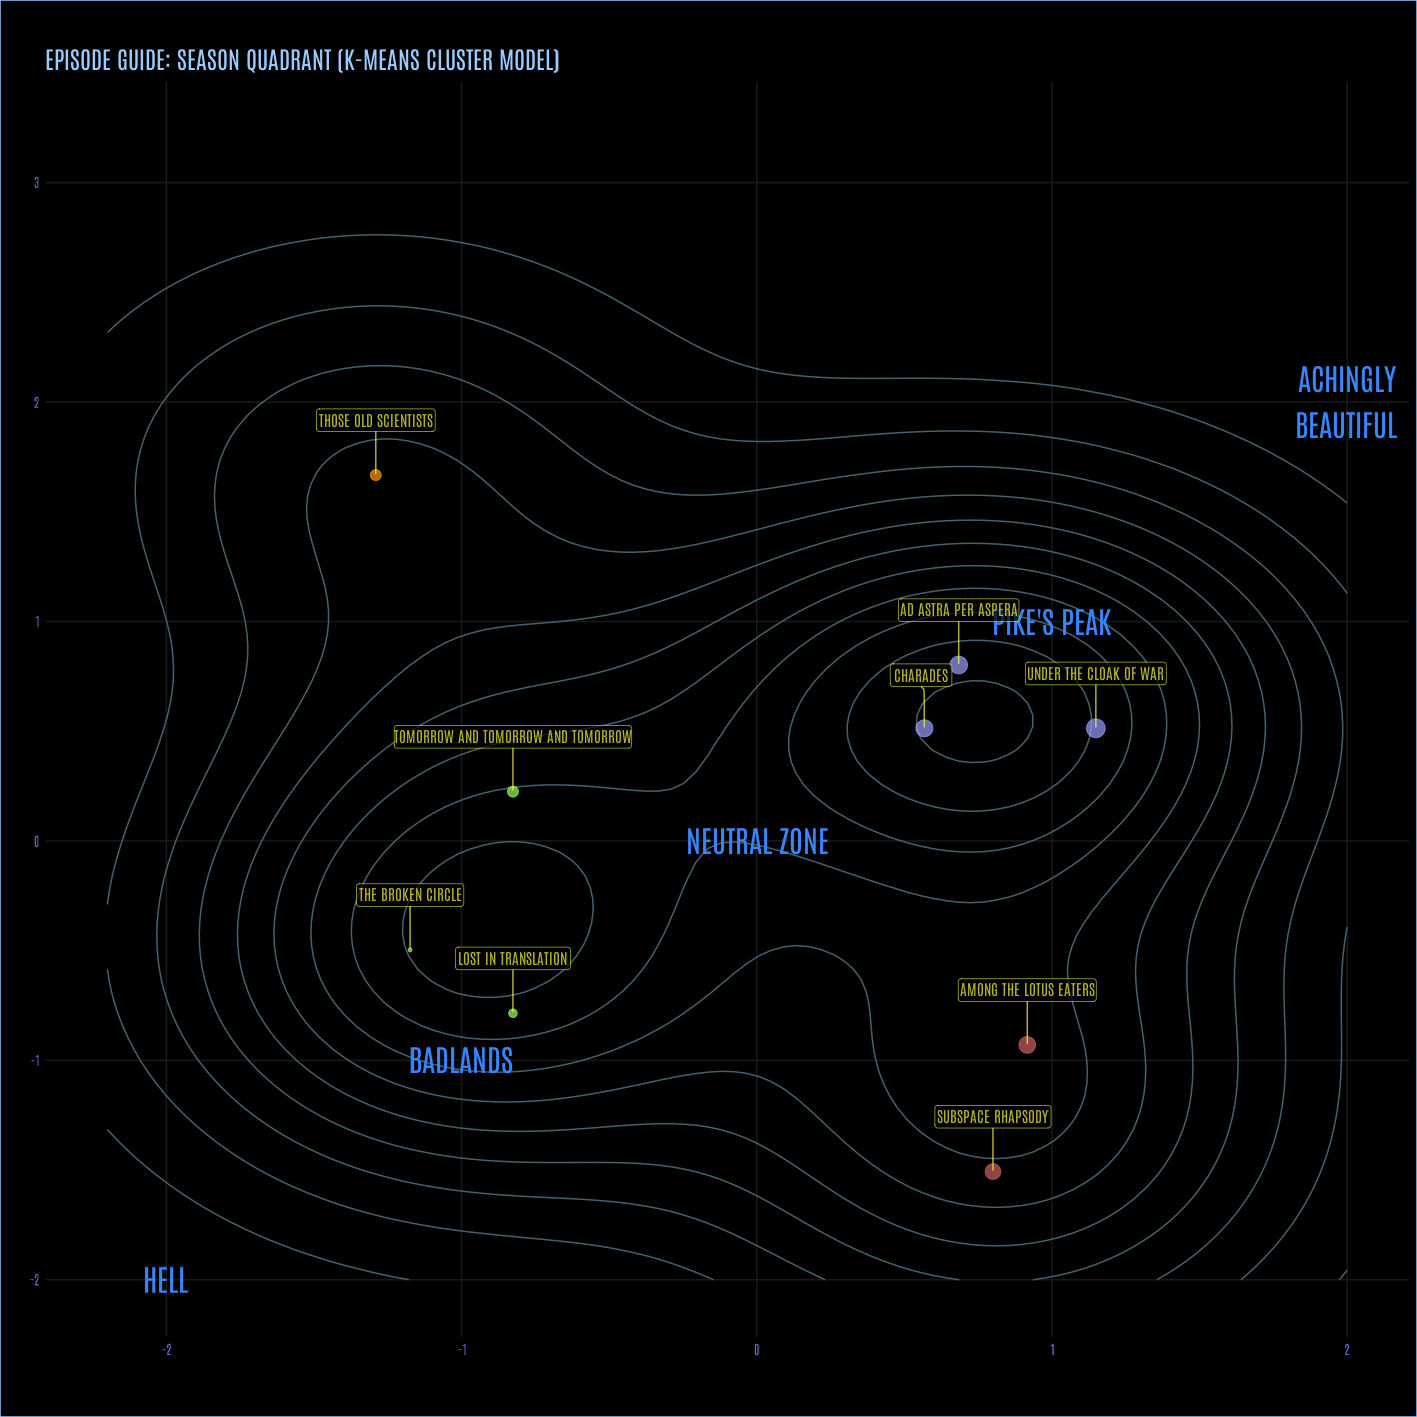 EPISODE GUIDE: SEASON QUADRANT (K-MEANS CLUSTER MODEL)
3
ACHINGLY
BEAUTIFUL
2
THOSE OLD SCIENTISTS
AD ASTRA PER ASPERA
1
PIKE'S PEAK
CHARADES
UNDER THE CLOAK OF WAR
TOMORROW AND TOMORROW AND TOMORROW
0
NEUTRAL ZONE
THE BROKEN CIRCLE
LOST IN TRANSLATION
AMONG THE LOTUS EATERS
-1
BADLANDS
SUBSPACE RHAPSODY
-2
HELL
-2
-1
0
1
2